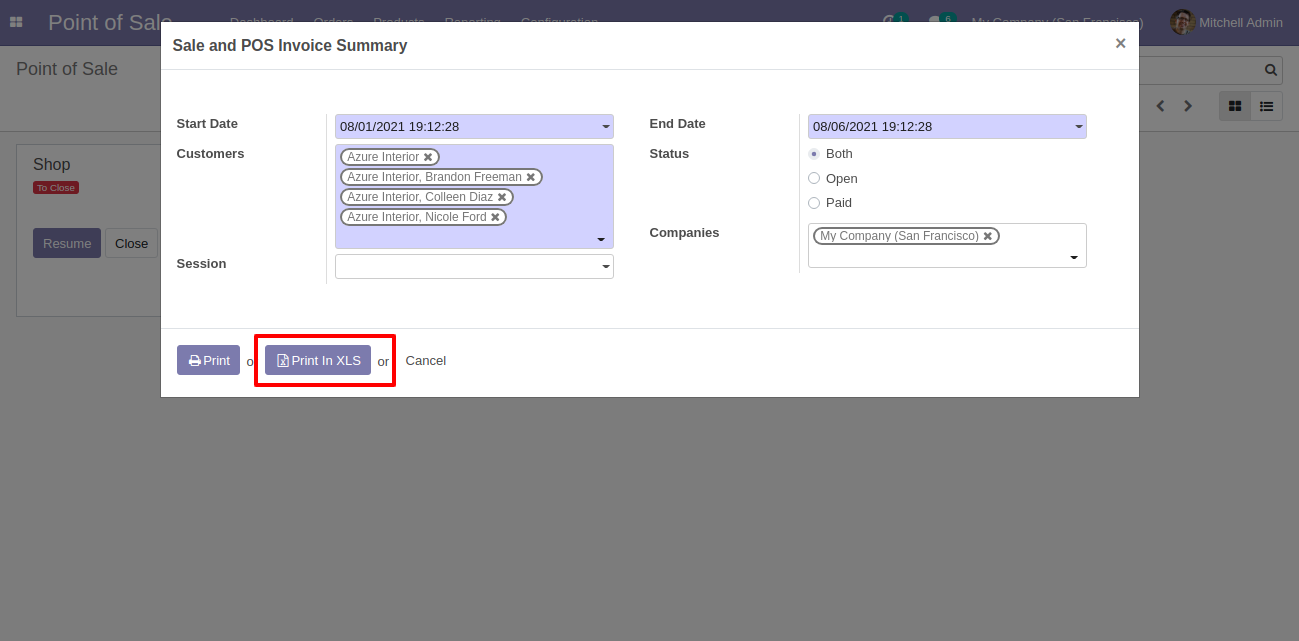 Point of Sale Dashboard Orders Products Reporting Configuration 1 6 My Company (San Francisco) Mitchell Admin
Sale and POS Invoice Summary ×
Point of Sale
Start Date 08/01/2021 19:12:28 End Date 08/06/2021 19:12:28
Customers Azure Interior Status Both
Azure Interior, Brandon Freeman
Azure Interior, Colleen Diaz Open
Azure Interior, Nicole Ford Paid
Companies My Company (San Francisco)
Session
Shop
To Close
Resume Close
Print o Print In XLS or Cancel